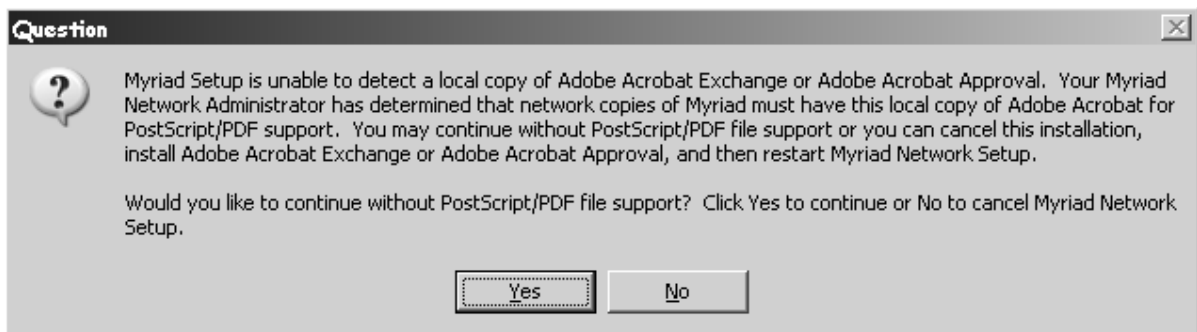 Question
?
Myriad Setup is unable to detect a local copy of Adobe Acrobat Exchange or Adobe Acrobat Approval.  Your Myriad
Network Administrator has determined that network copies of Myriad must have this local copy of Adobe Acrobat for
PostScript/PDF support.  You may continue without PostScript/PDF file support or you can cancel this installation,
install Adobe Acrobat Exchange or Adobe Acrobat Approval, and then restart Myriad Network Setup.
Would you like to continue without PostScript/PDF file support?  Click Yes to continue or No to cancel Myriad Network
Setup.
Yes No